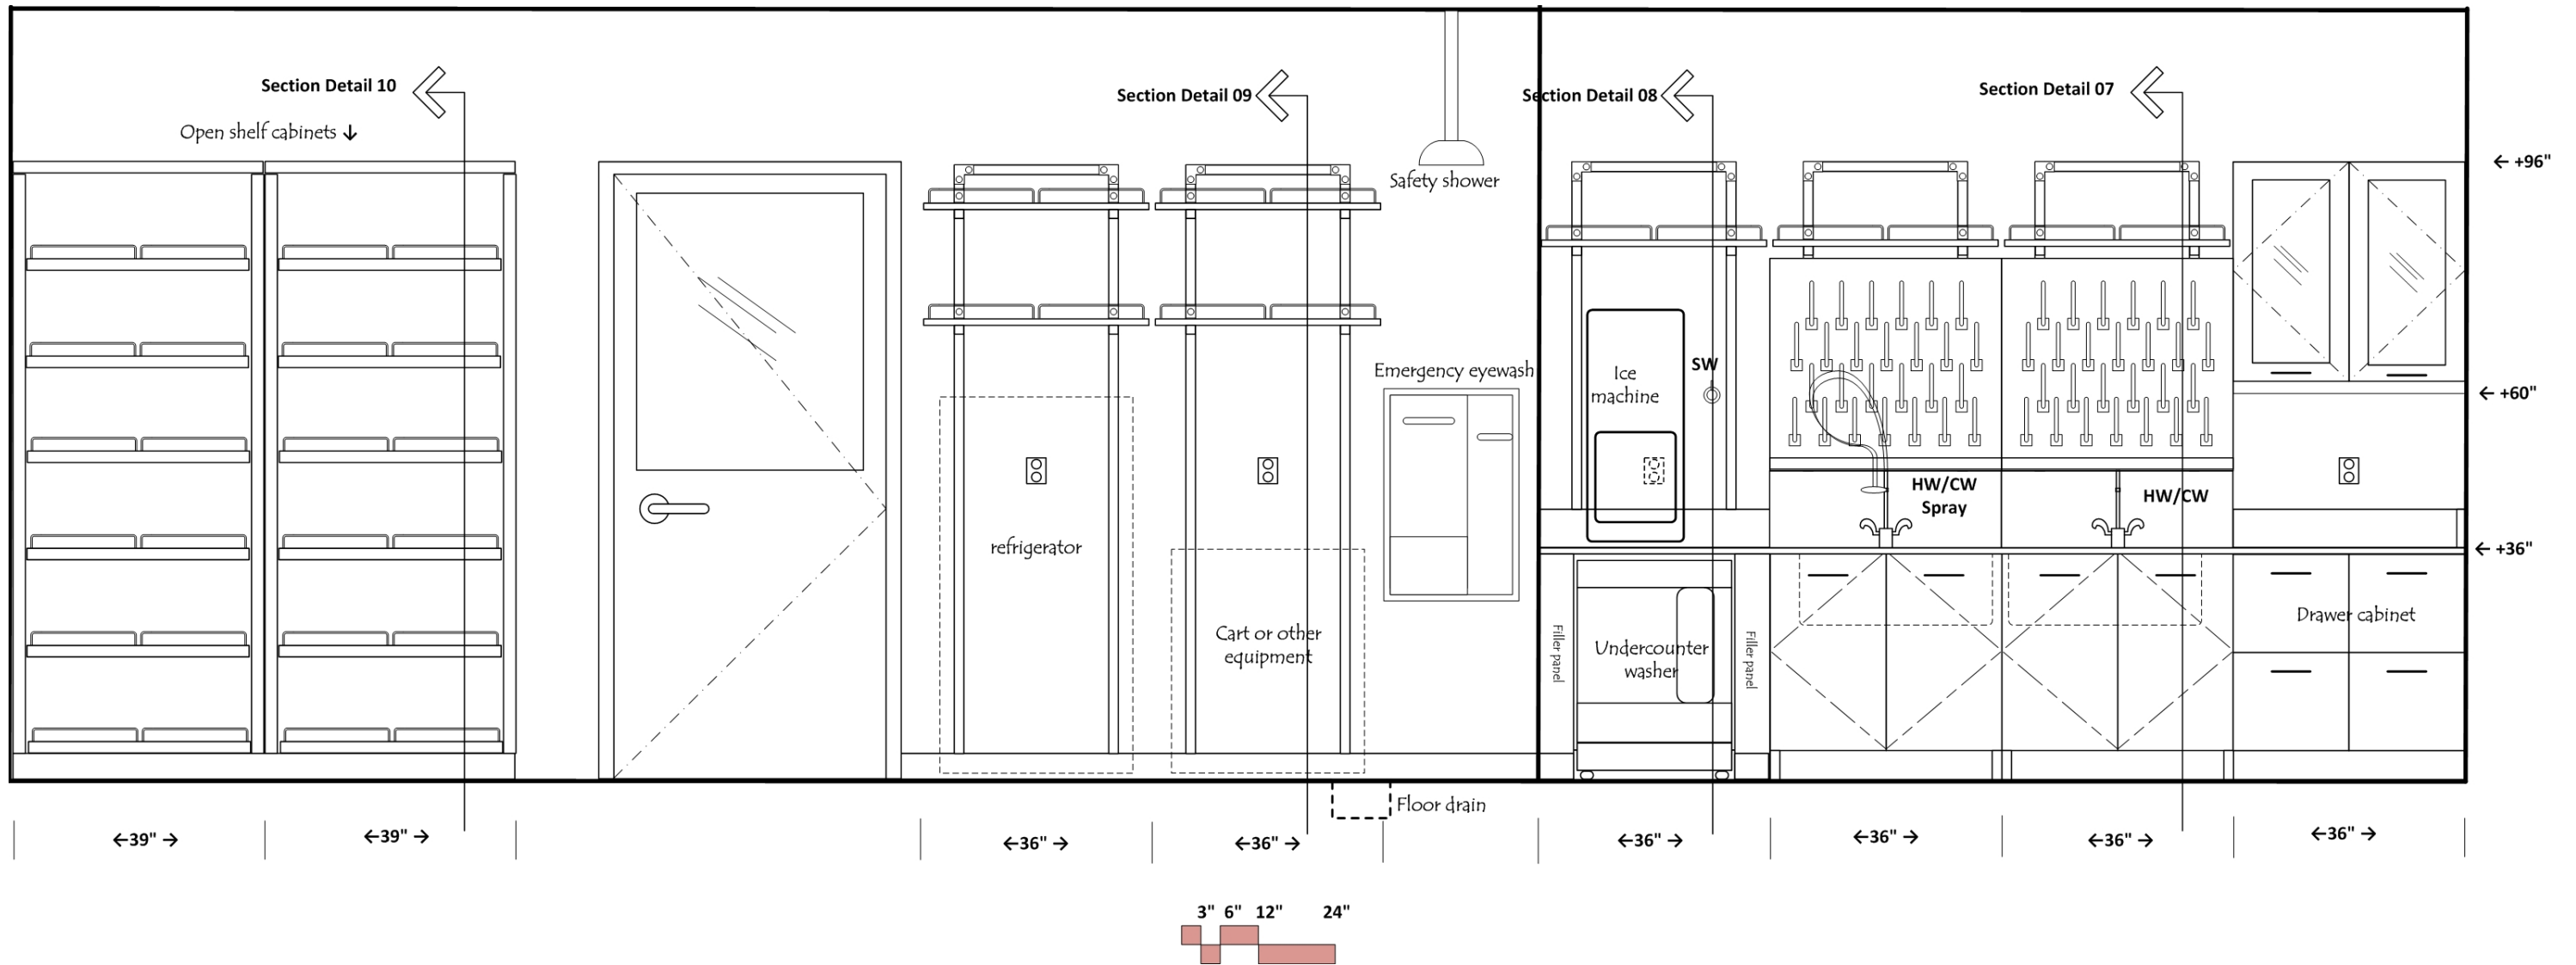 Section Detail 10
Section Detail 09
Section Detail 08
Section Detail 07
Open shelf cabinets ↓
Safety shower
← +96"
Emergency eyewash
SW
Ice
machine
← +60"
HW/CW
Spray
HW/CW
refrigerator
← +36"
Cart or other
equipment
Filler panel
Undercounter
washer
Filler panel
Drawer cabinet
Floor drain
←39" →
←39" →
←36" →
←36" →
←36" →
←36" →
←36" →
←36" →
3" 6" 12" 24"